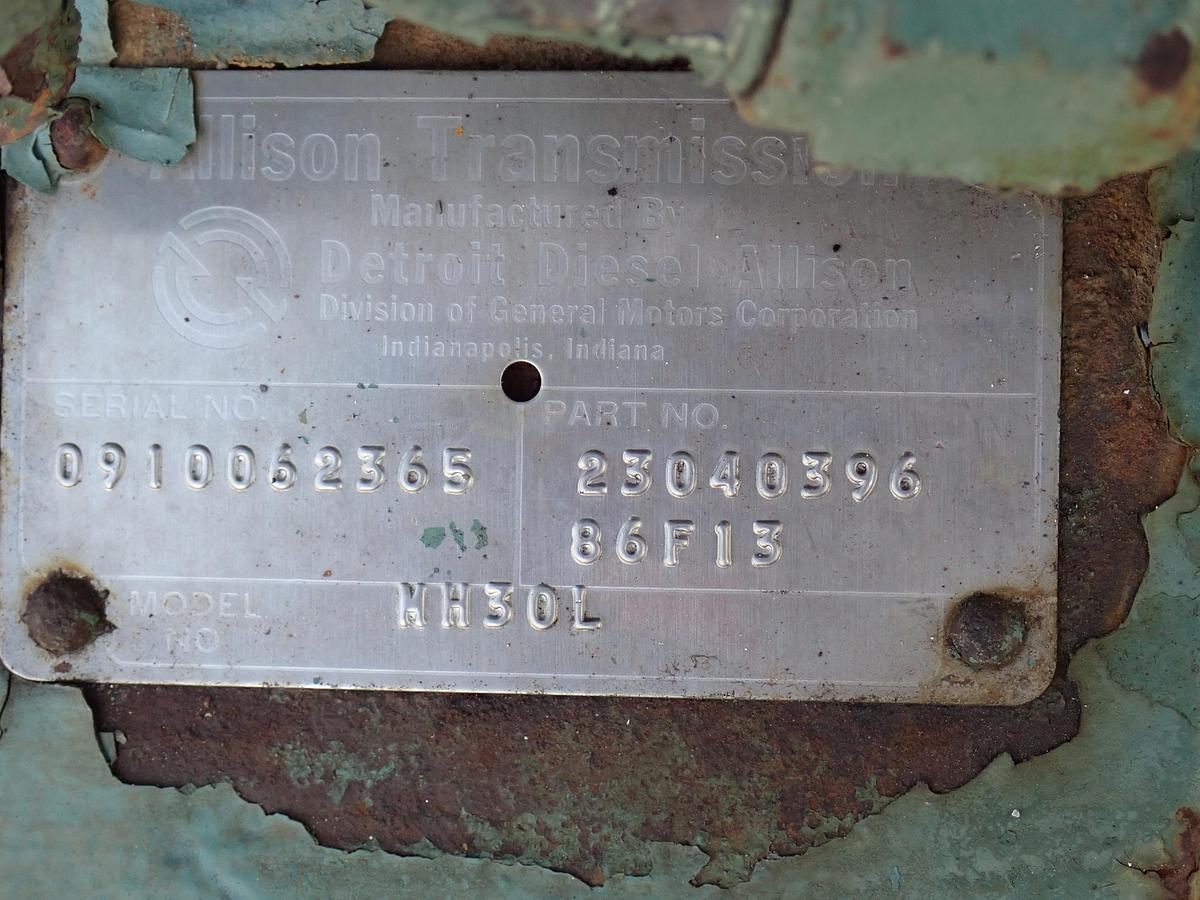 Allison Transmission
Manufactured By
Detroit Diesel Allison
Division of General Motors Corporation
Indianapolis, Indiana
SERIAL NO. PART NO.
0910062365 23040396
86F13
MODEL NO MH30L